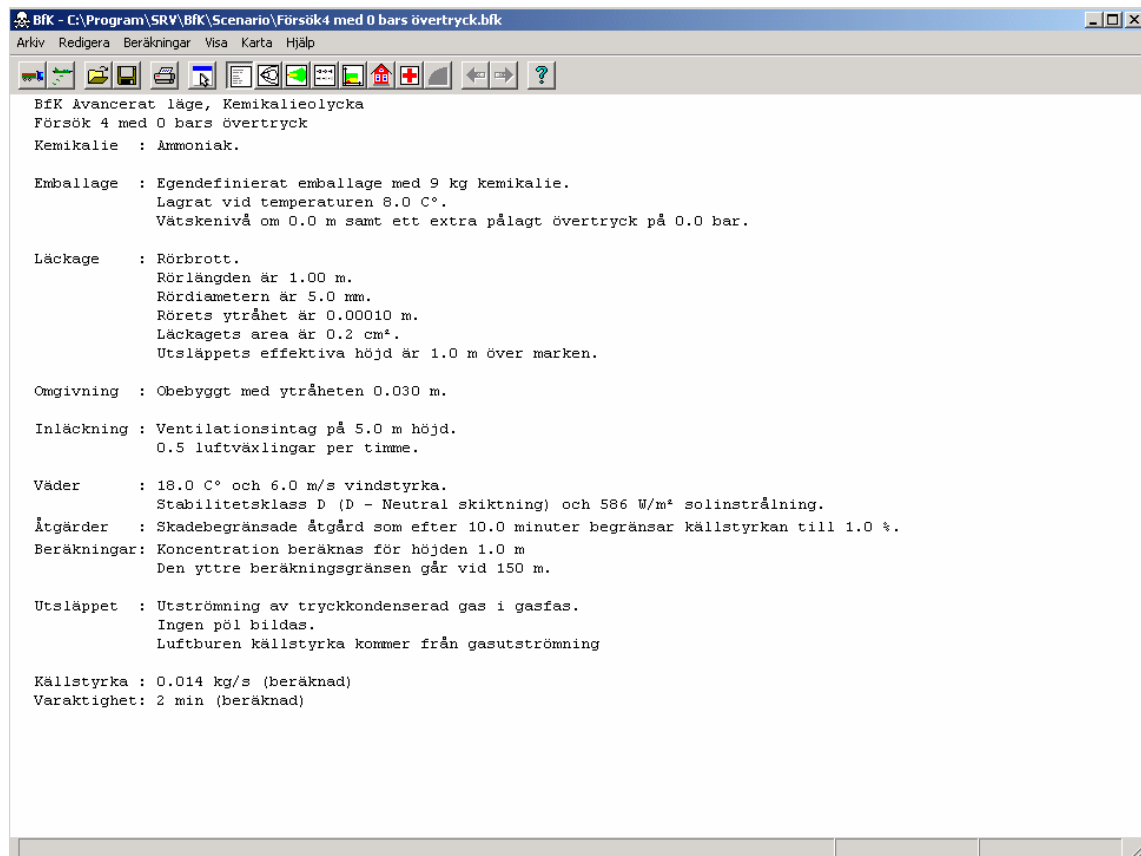 BfK - C:\Program\SRV\BfK\Scenario\Försök4 med 0 bars övertryck.bfk
Arkiv Redigera Beräkningar Visa Karta Hjälp
BfK Avancerat läge, Kemikalieolycka
Försök 4 med 0 bars övertryck
Kemikalie : Ammoniak.
Emballage : Egendefinierat emballage med 9 kg kemikalie.
Lagrat vid temperaturen 8.0 C°.
Vätskenivå om 0.0 m samt ett extra pålagt övertryck på 0.0 bar.
Läckage : Rörbrott.
Rörlängden är 1.00 m.
Rördiametern är 5.0 mm.
Rörets ytråhet är 0.00010 m.
Läckagets area är 0.2 cm².
Utsläppets effektiva höjd är 1.0 m över marken.
Omgivning : Obebyggt med ytråheten 0.030 m.
Inläckning : Ventilationsintag på 5.0 m höjd.
0.5 luftväxlingar per timme.
Väder : 18.0 C° och 6.0 m/s vindstyrka.
Stabilitetsklass D (D - Neutral skiktning) och 586 W/m² solinstrålning.
Åtgärder : Skadebegränsade åtgård som efter 10.0 minuter begränsar källstyrkan till 1.0 %.
Beräkningar: Koncentration beräknas för höjden 1.0 m
Den yttre beräkningsgränsen går vid 150 m.
Utsläppet : Utströmning av tryckkondenserad gas i gasfas.
Ingen pöl bildas.
Luftburen källstyrka kommer från gasutströmning
Källstyrka : 0.014 kg/s (beräknad)
Varaktighet: 2 min (beräknad)